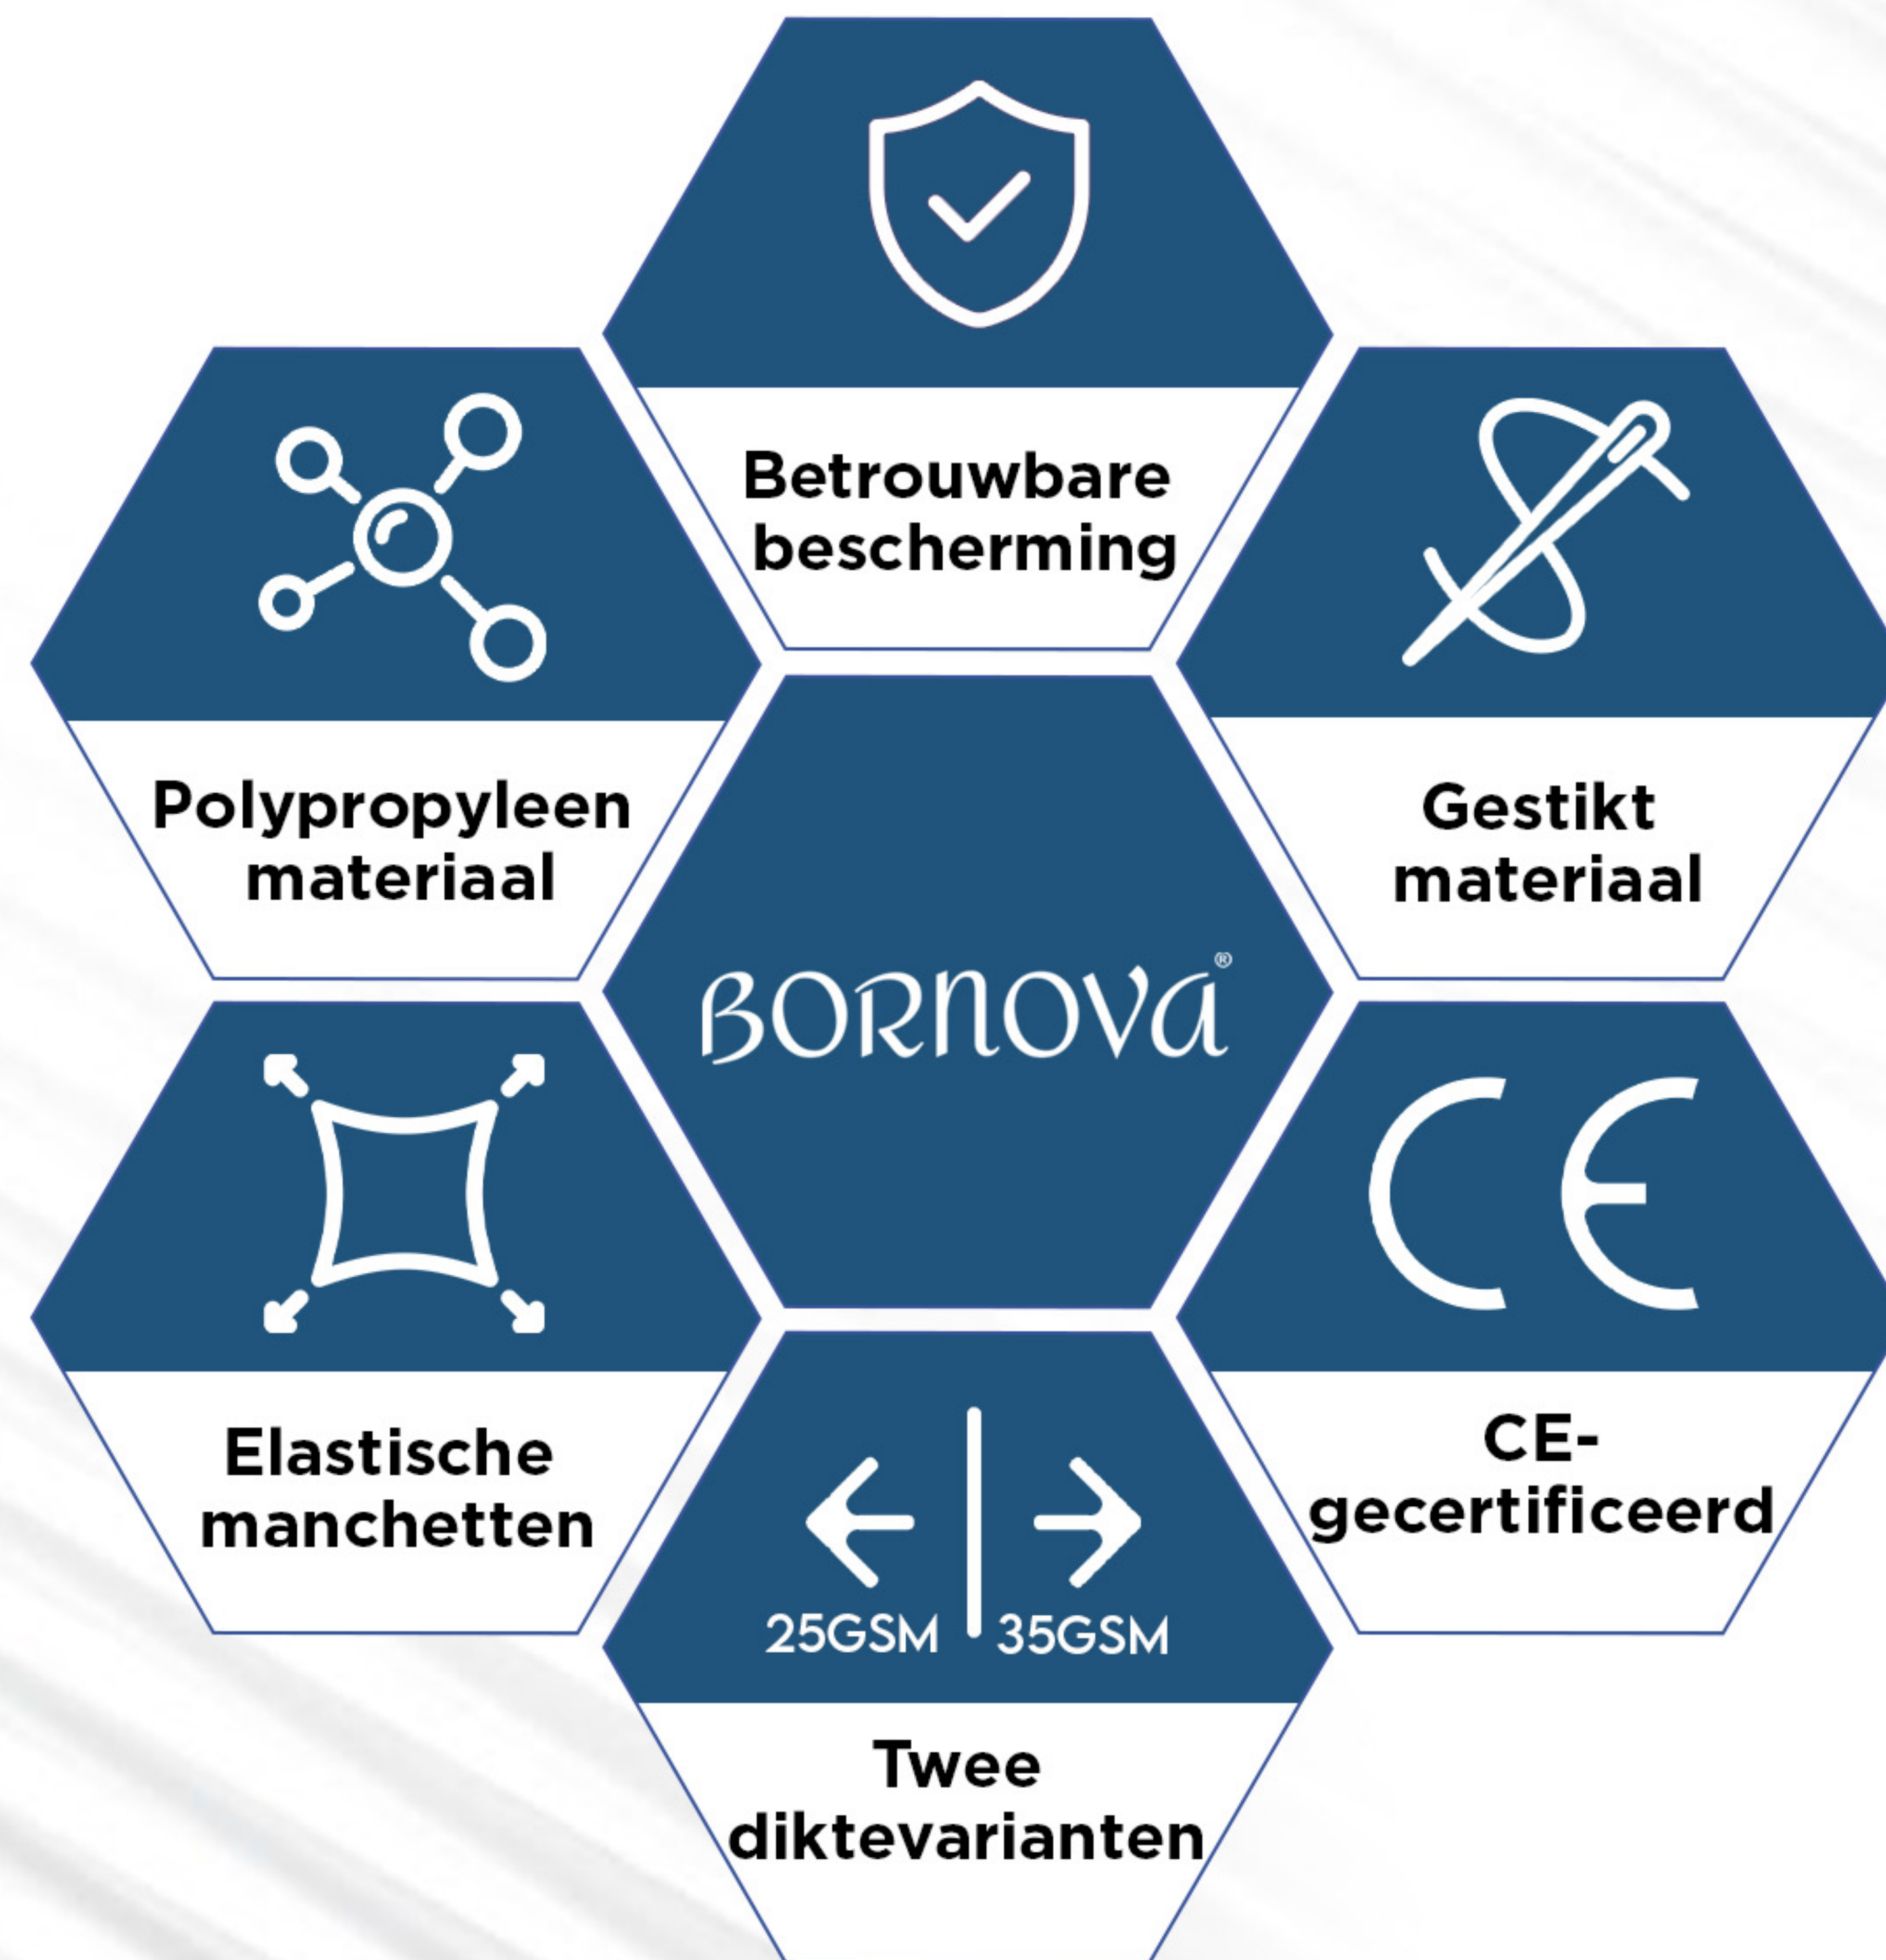 Betrouwbare
bescherming
Polypropyleen
materiaal
Gestikt
materiaal
BORNOVA®
Elastische
manchetten
CE
CE-
gecertificeerd
25GSM 35GSM
Twee
diktevarianten